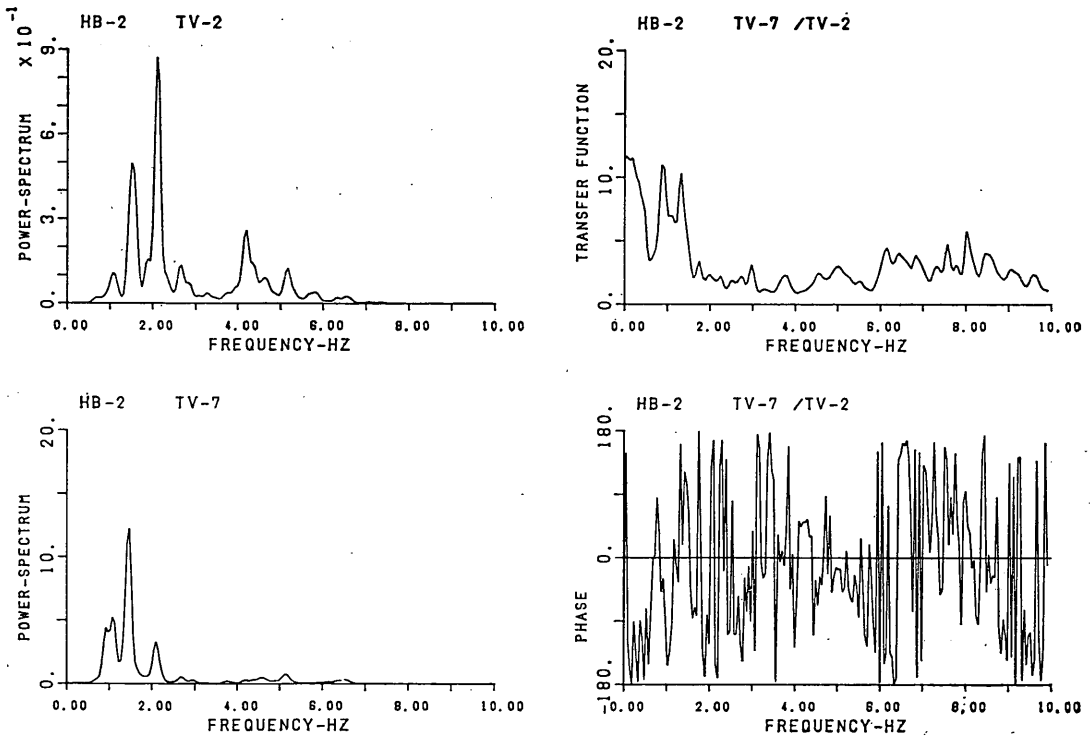 HB-2 TV-2
X 10 -1
9.
6.
3.
0.
POWER-SPECTRUM
0.00 2.00 4.00 6.00 8.00 10.00
FREQUENCY-HZ
HB-2 TV-7 /TV-2
20.
10.
0.
TRANSFER FUNCTION
0.00 2.00 4.00 6.00 8.00 10.00
FREQUENCY-HZ
HB-2 TV-7
20.
10.
0.
POWER-SPECTRUM
0.00 2.00 4.00 6.00 8.00 10.00
FREQUENCY-HZ
HB-2 TV-7 /TV-2
180.
0.
-180.
PHASE
0.00 2.00 4.00 6.00 8.00 10.00
FREQUENCY-HZ